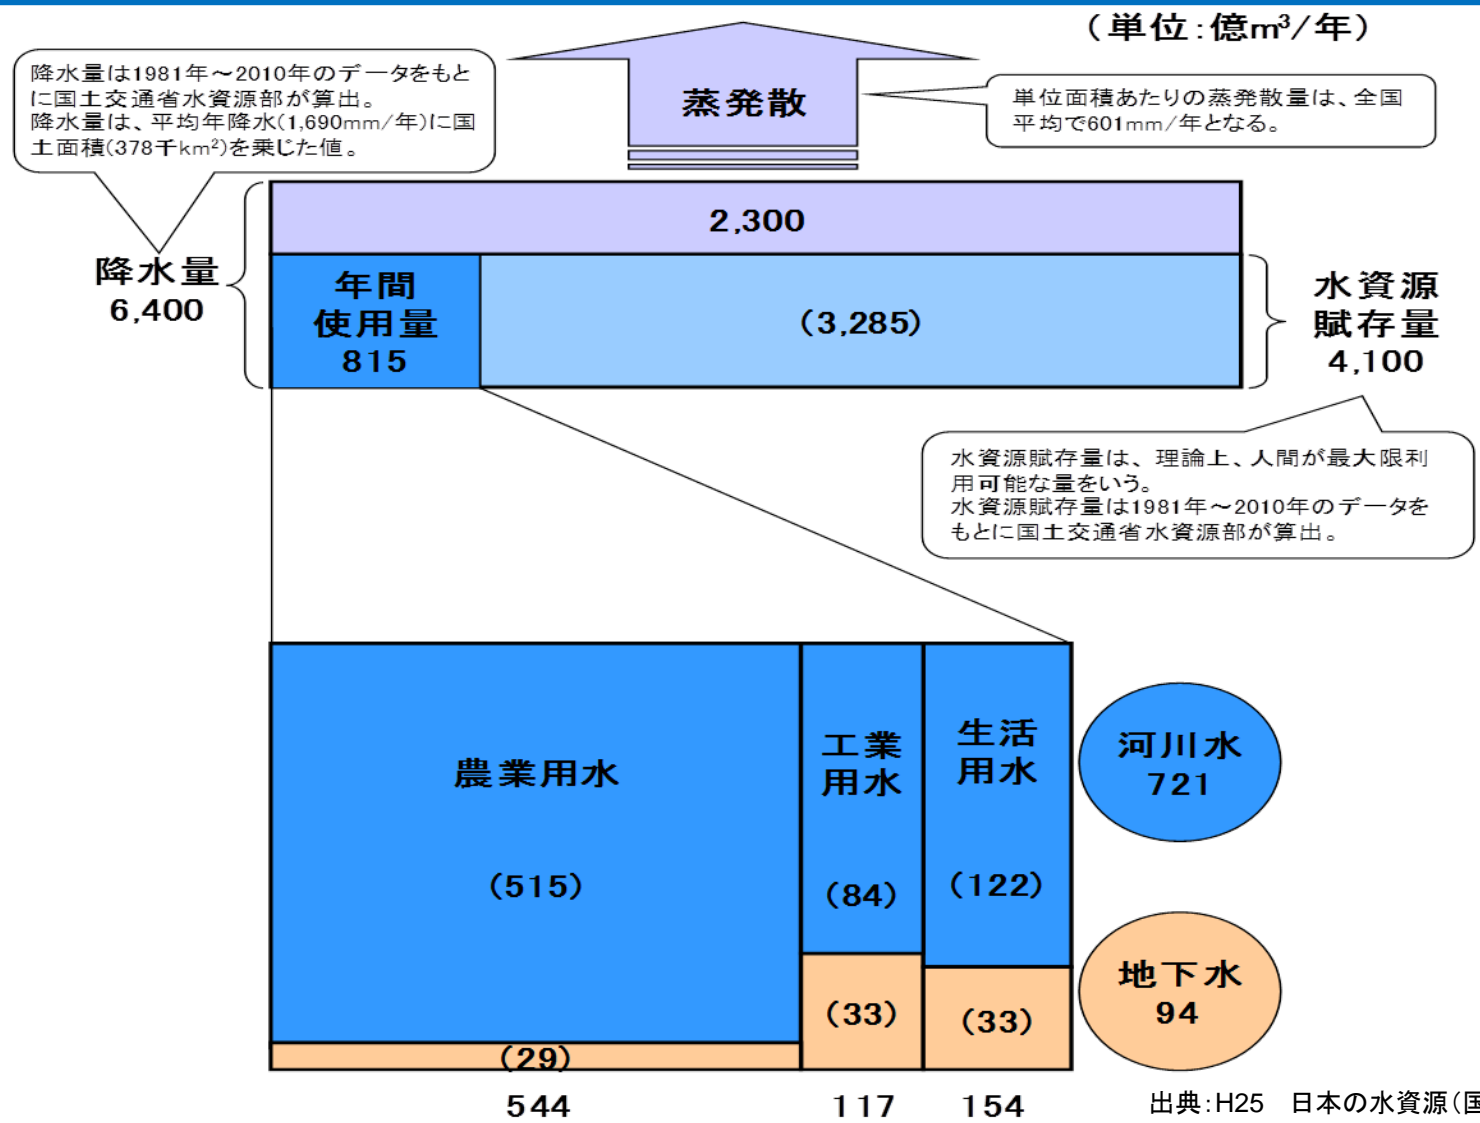 （単位：億m³/年）
降水量は1981年～2010年のデータをもと
に国土交通省水資源部が算出。
降水量は、平均年降水(1,690mm/年)に国
土面積(378千km²)を乗じた値。
蒸発散
単位面積あたりの蒸発散量は、全国
平均で601mm/年となる。
2,300
降水量
6,400
年間
使用量
815
（3,285）
水資源
賦存量
4,100
水資源賦存量は、理論上、人間が最大限利
用可能な量をいう。
水資源賦存量は1981年～2010年のデータを
もとに国土交通省水資源部が算出。
農業用水
（515）
（29）
544
工業
用水
（84）
（33）
117
生活
用水
（122）
（33）
154
河川水
721
地下水
94
出典：H25　日本の水資源（国